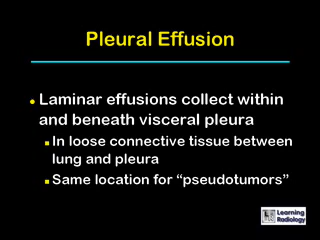 Pleural Effusion
Laminar effusions collect within
and beneath visceral pleura
In loose connective tissue between
lung and pleura
Same location for “pseudotumors”
Learning
Radiology